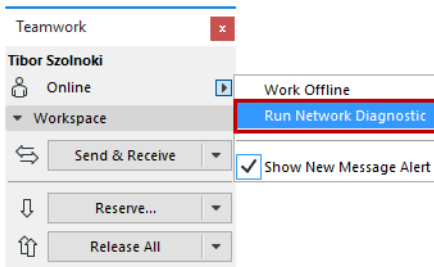 Teamwork
x
Tibor Szolnoki
Online
Work Offline
Workspace
Run Network Diagnostic
Send & Receive
Show New Message Alert
Reserve...
Release All